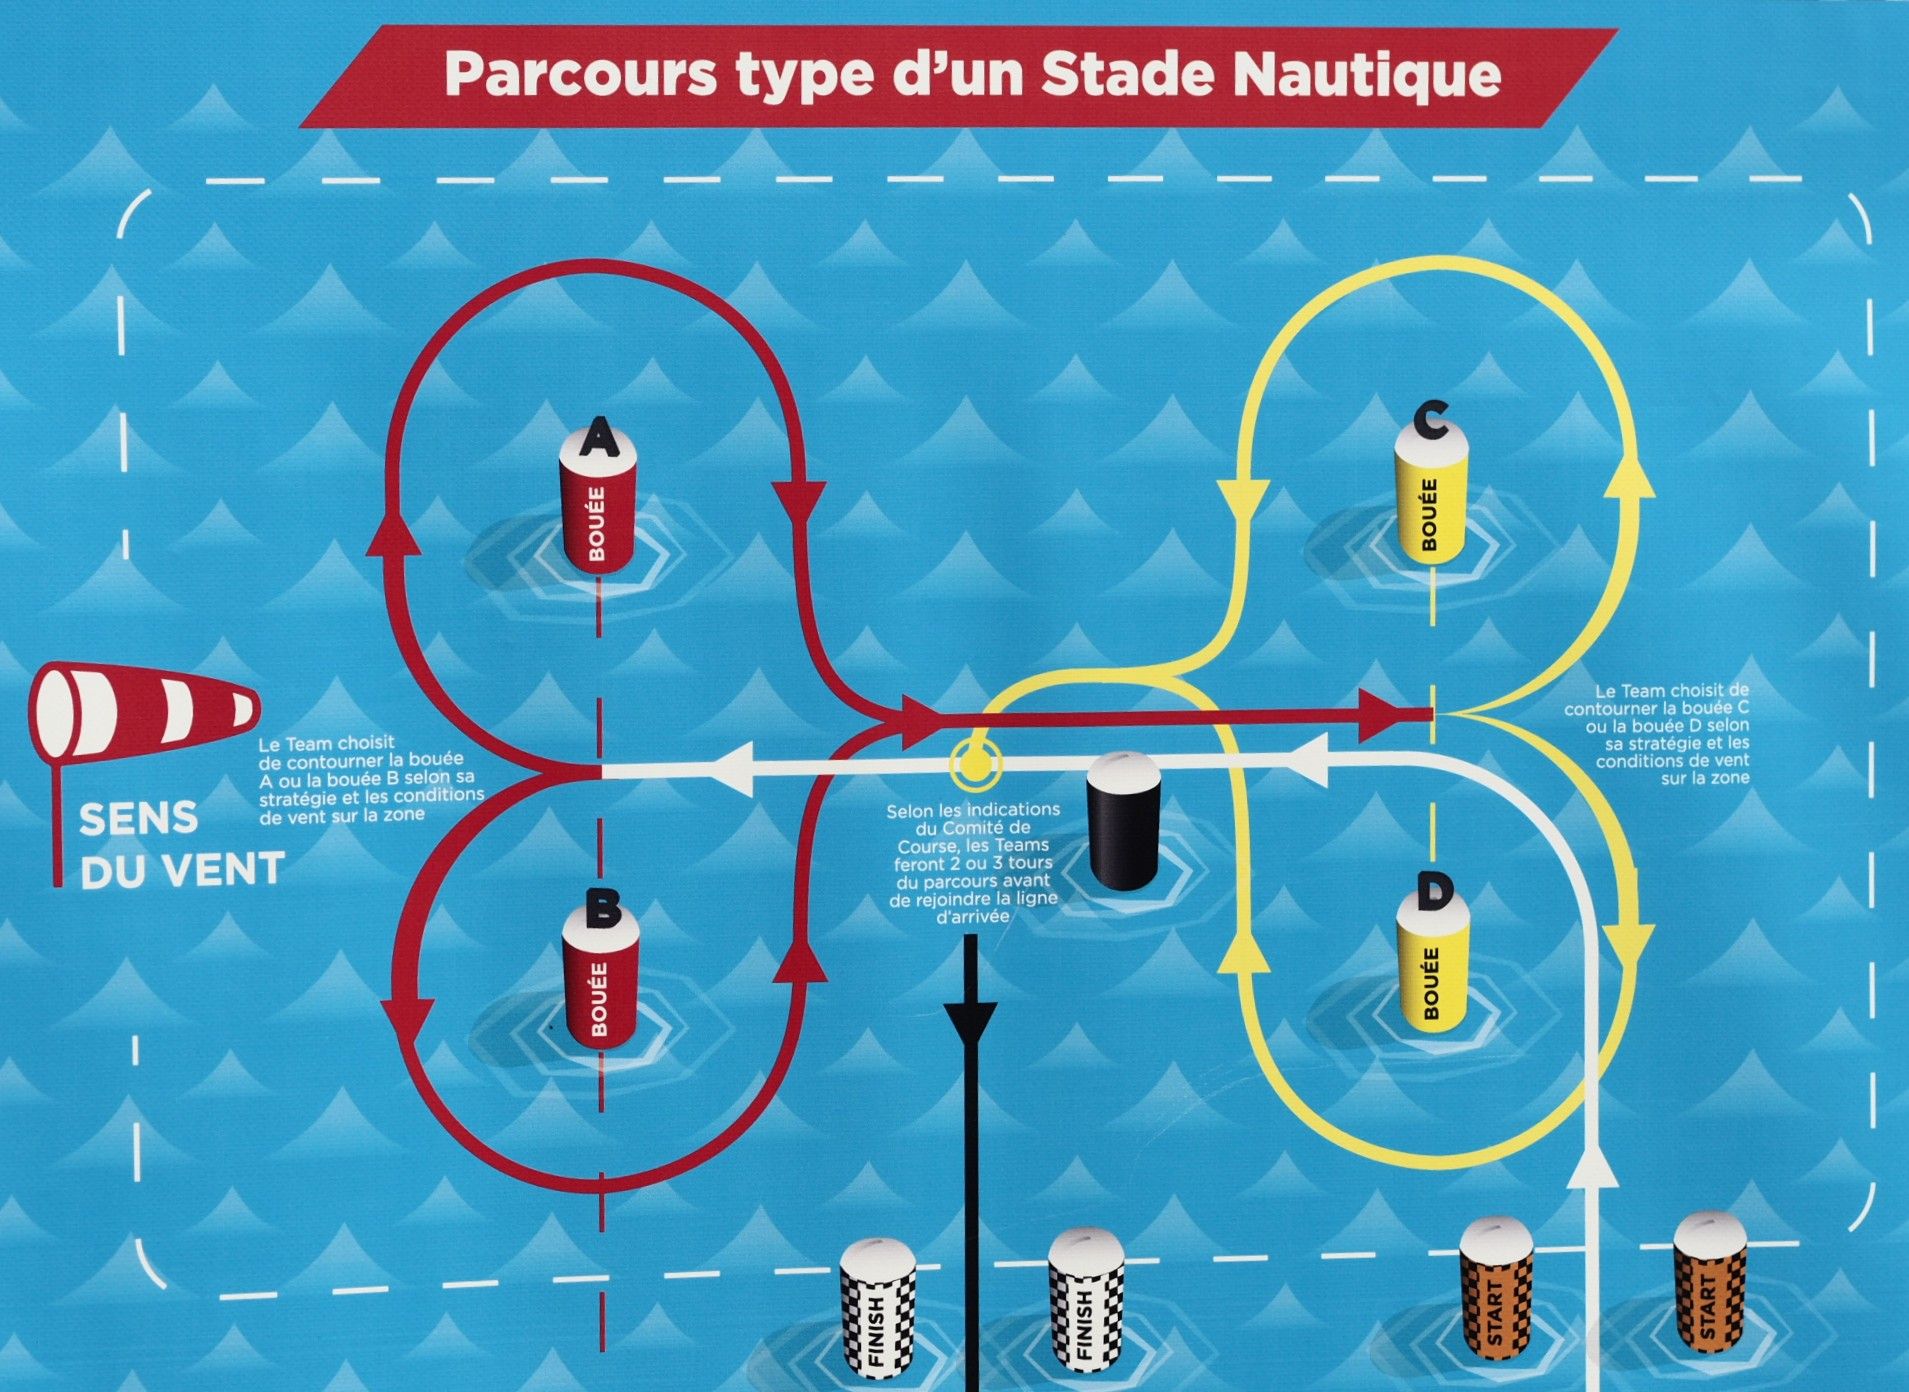 Parcours type d'un Stade Nautique
A
BOUÉE
C
BOUÉE
Le Team choisit
de contourner la bouée
A ou la bouée B selon sa
stratégie et les conditions
de vent sur la zone
Le Team choisit de
contourner la bouée C
ou la bouée D selon
sa stratégie et les
conditions de vent
sur la zone
SENS
DU VENT
Selon les indications
du Comité de
Course, les Teams
feront 2 ou 3 tours
du parcours avant
de rejoindre la ligne
d'arrivée
B
BOUÉE
D
BOUÉE
FINISH
FINISH
START
START